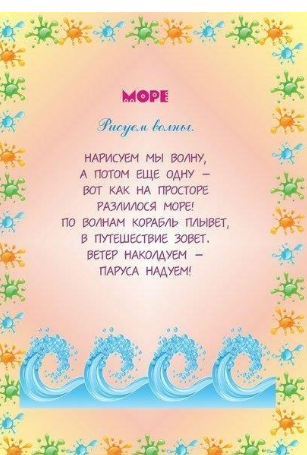 МОРЕ
Рисуем волны.
НАРИСУЕМ МЫ ВОЛНУ,
А ПОТОМ ЕЩЕ ОДНУ –
ВОТ КАК НА ПРОСТОРЕ
РАЗЛИЛОСЯ МОРЕ!
ПО ВОЛНАМ КОРАБЛЬ ПЛЫВЕТ,
В ПУТЕШЕСТВИЕ ЗОВЕТ.
ВЕТЕР НАКОЛДУЕМ –
ПАРУСА НАДУЕМ!